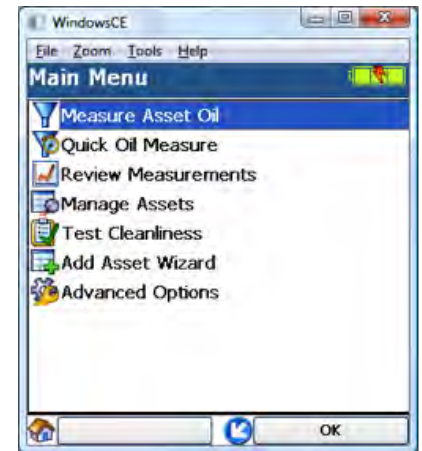 WindowsCE
File Zoom Tools Help
Main Menu
Measure Asset Oil
Quick Oil Measure
Review Measurements
Manage Assets
Test Cleanliness
Add Asset Wizard
Advanced Options
OK